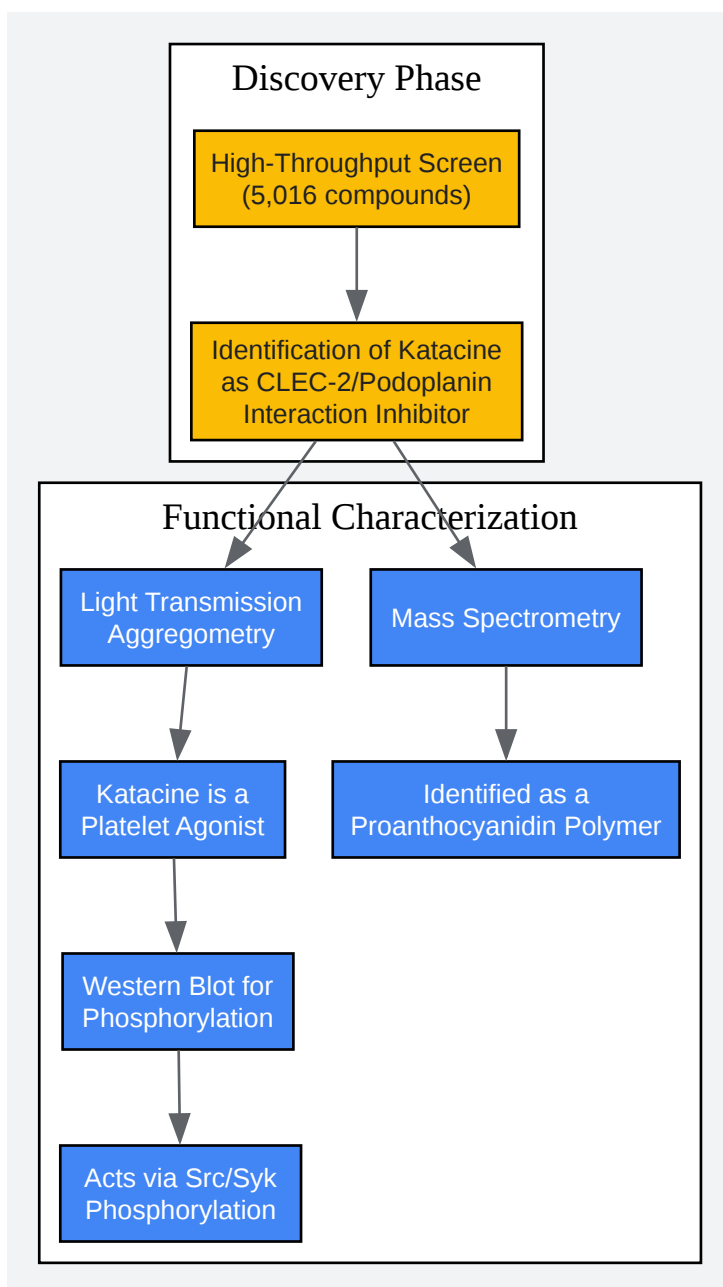 Discovery Phase
High-Throughput Screen
(5,016 compounds)
Identification of Katacine
as CLEC-2/Podoplanin
Interaction Inhibitor
Functional Characterization
Light Transmission
Aggregometry
Mass Spectrometry
Katacine is a
Platelet Agonist
Identified as a
Proanthocyanidin Polymer
Western Blot for
Phosphorylation
Acts via Src/Syk
Phosphorylation